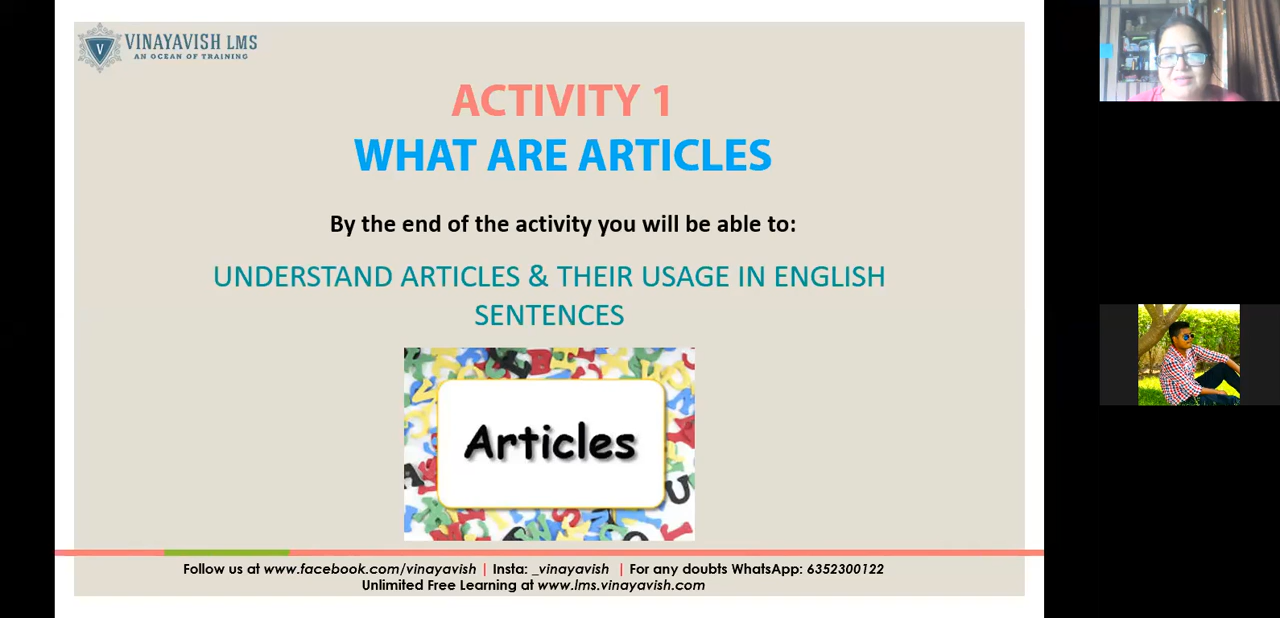 VINAYAVISH LMS
AN OCEAN OF TRAINING
ACTIVITY 1
WHAT ARE ARTICLES
By the end of the activity you will be able to:
UNDERSTAND ARTICLES & THEIR USAGE IN ENGLISH
SENTENCES
Articles
Follow us at www.facebook.com/vinayavish | Insta: _vinayavish | For any doubts WhatsApp: 6352300122
Unlimited Free Learning at www.lms.vinayavish.com